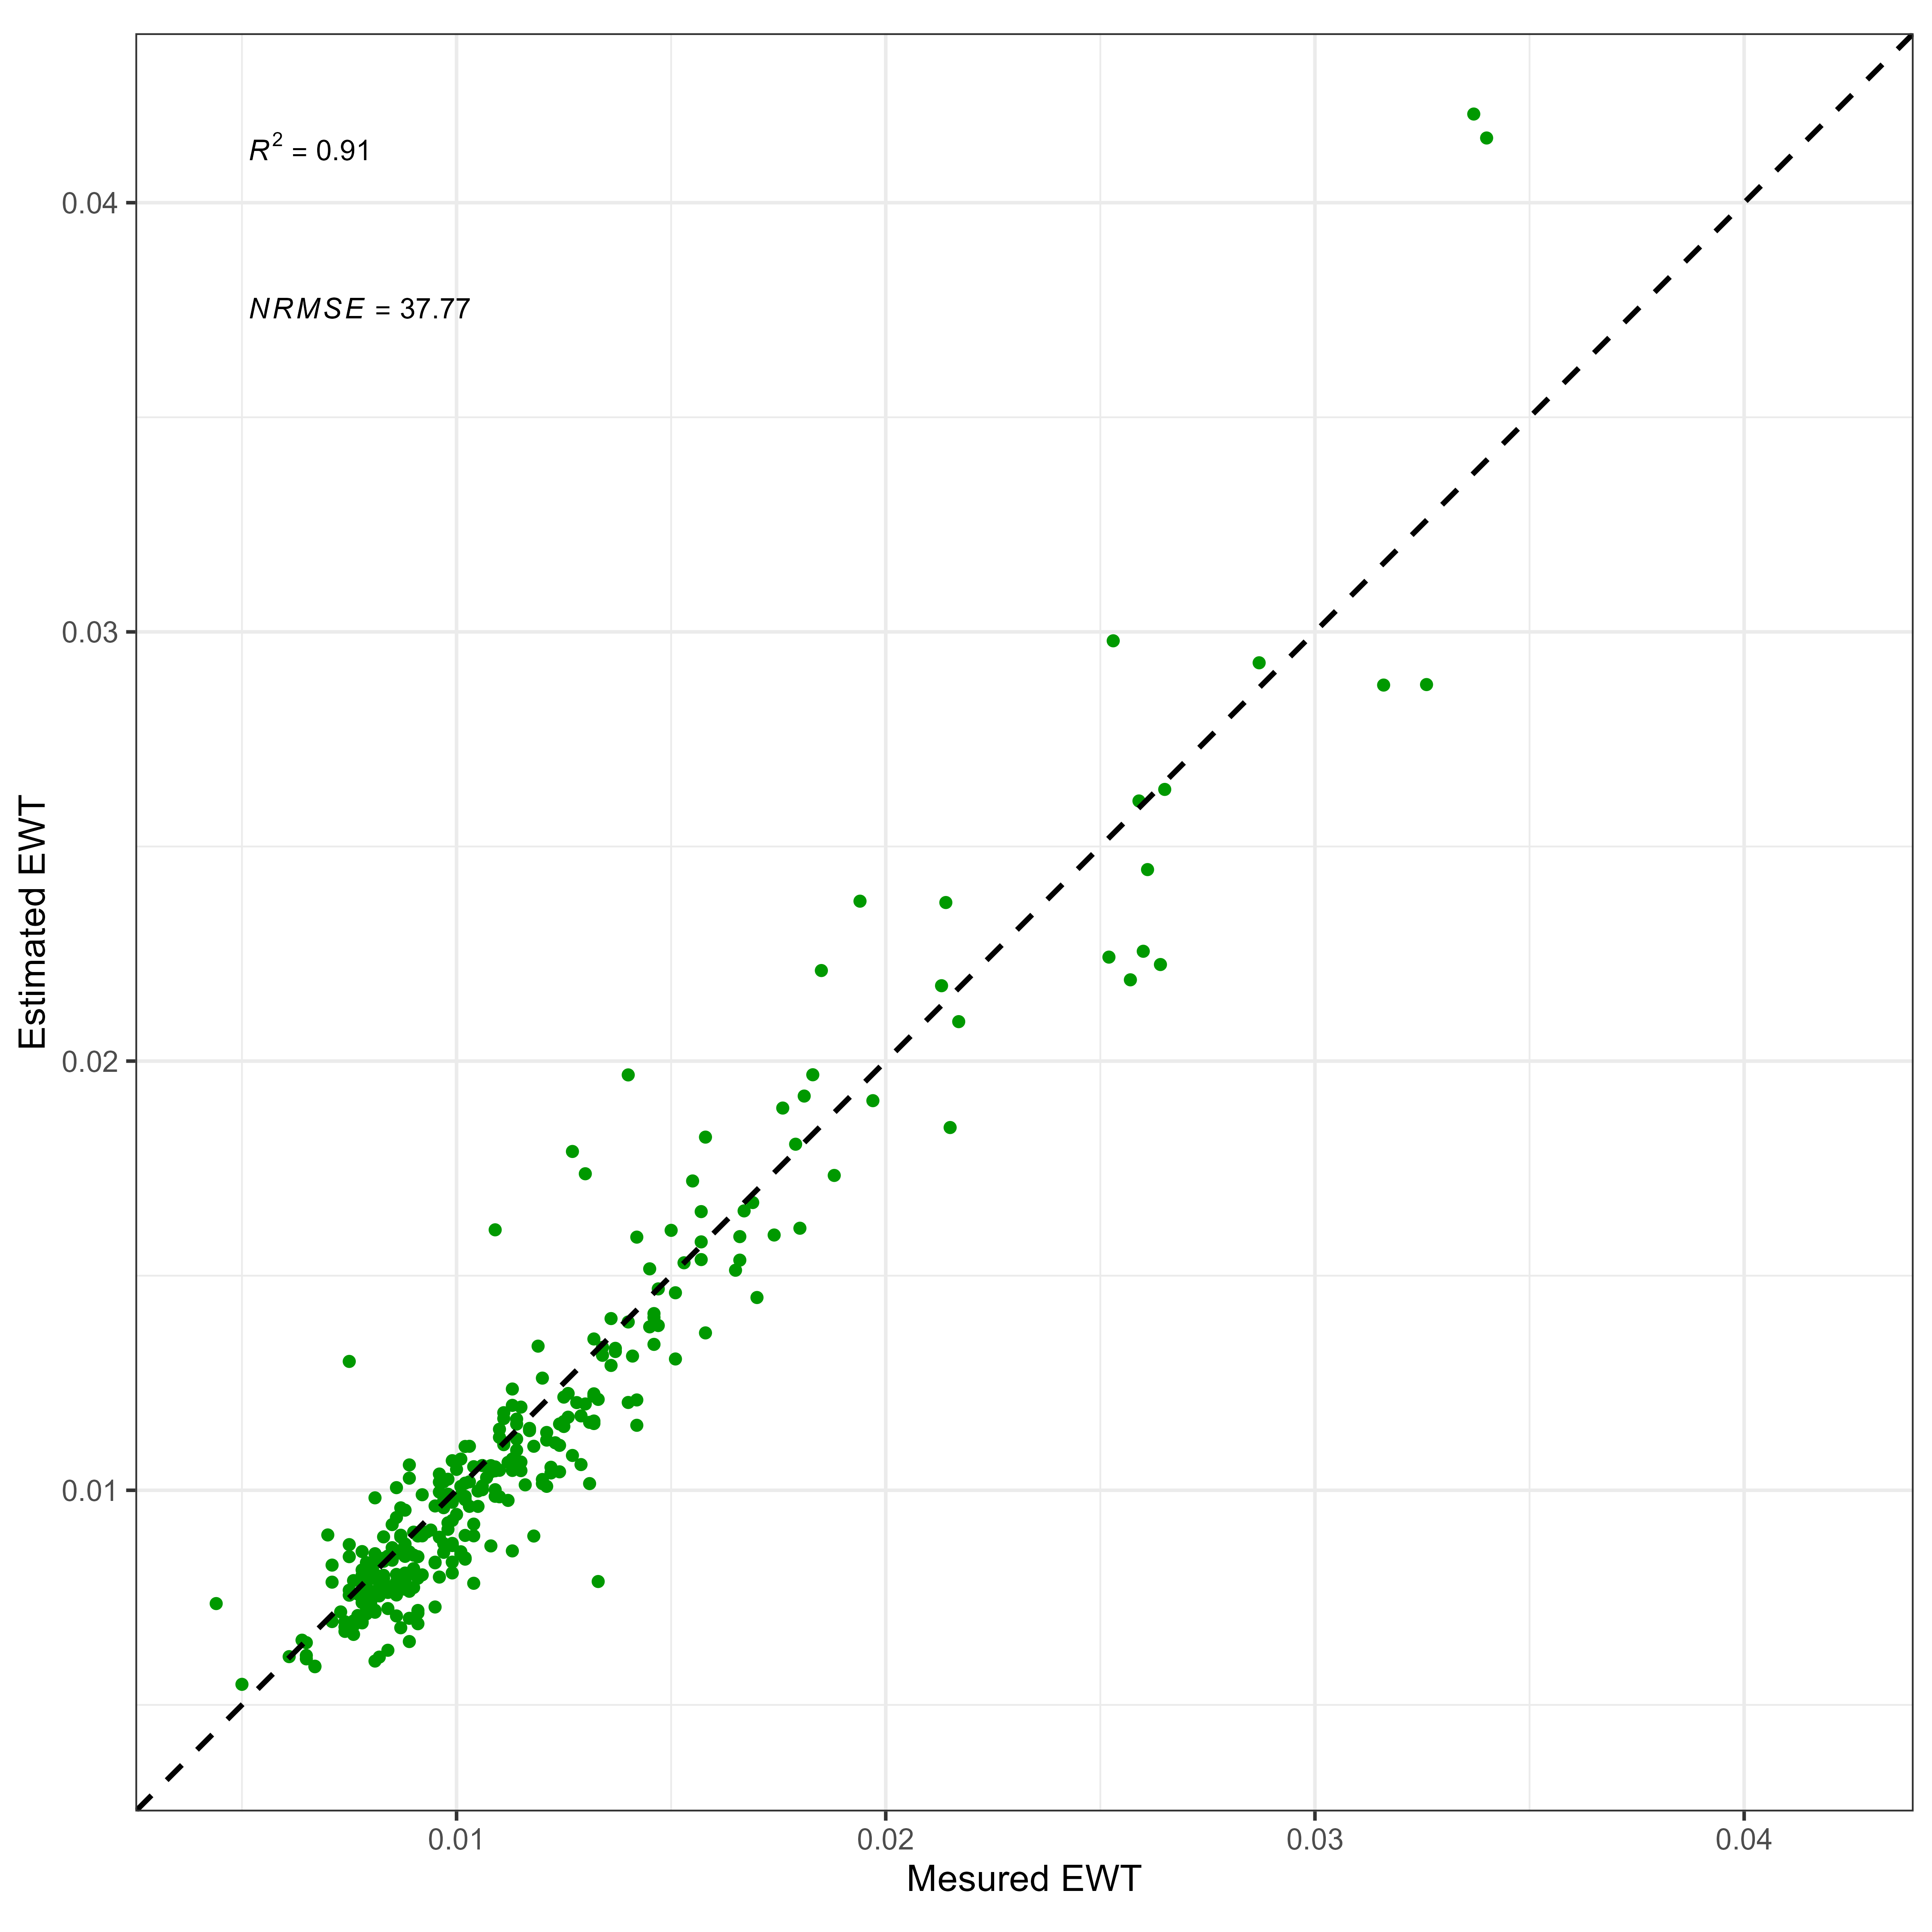 R² = 0.91
NRMSE = 37.77
0.04
0.03
0.02
0.01
Estimated EWT
0.01 0.02 0.03 0.04
Mesured EWT